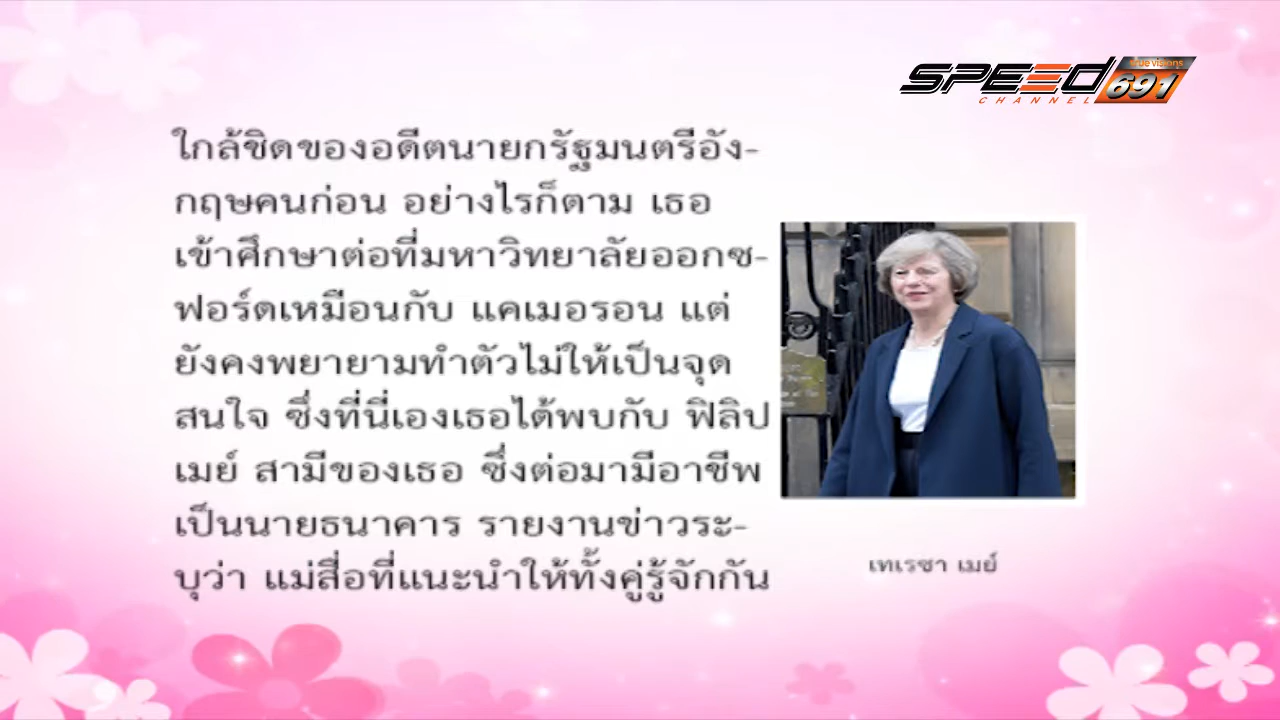 SPEED
true visions
691
CHANNEL
ใกล้ชิดของอดีตนายกรัฐมนตรีอัง-
กฤษคนก่อน อย่างไรก็ตาม เธอ
เข้าศึกษาต่อที่มหาวิทยาลัยออกซ-
ฟอร์ดเหมือนกับ แคเมอรอน แต่
ยังคงพยายามทำตัวไม่ให้เป็นจุด
สนใจ ซึ่งที่นี่เองเธอได้พบกับ ฟิลิป
เมย์ สามีของเธอ ซึ่งต่อมามีอาชีพ
เป็นนายธนาคาร รายงานข่าวระ-
บุว่า แม่สื่อที่แนะนำให้ทั้งคู่รู้จักกัน
เทเรซา เมย์